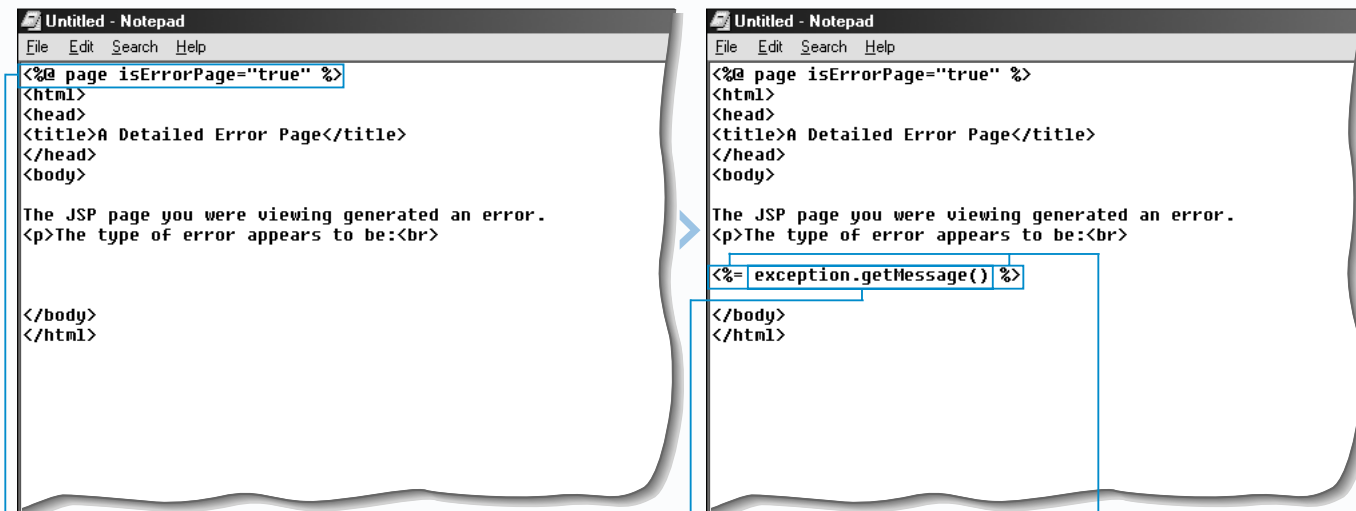 Untitled - Notepad
File Edit Search Help
<%@ page isErrorPage="true" %>
<html>
<head>
<title>A Detailed Error Page</title>
</head>
<body>
The JSP page you were viewing generated an error.
<p>The type of error appears to be:<br>
</body>
</html>
Untitled - Notepad
File Edit Search Help
<%@ page isErrorPage="true" %>
<html>
<head>
<title>A Detailed Error Page</title>
</head>
<body>
The JSP page you were viewing generated an error.
<p>The type of error appears to be:<br>
<%= exception.getMessage() %>
</body>
</html>